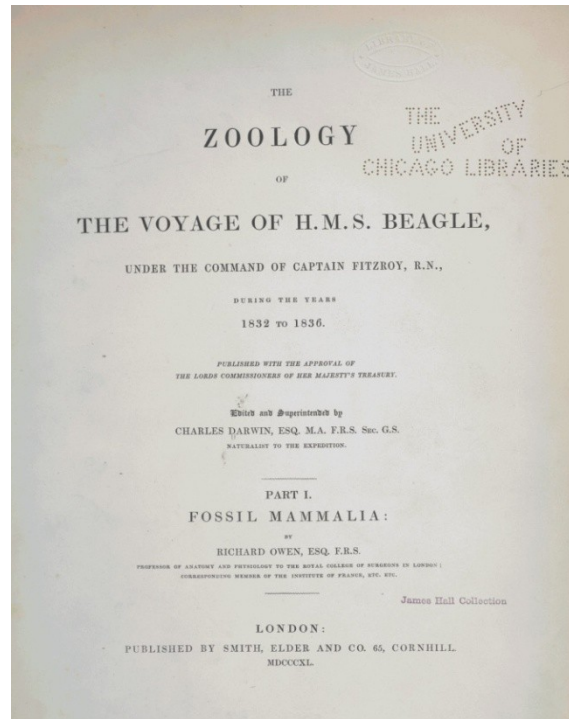 LIBRARY OF
JAMES HALL
THE
UNIVERSITY
OF
CHICAGO LIBRARIES
THE
ZOOLOGY
OF
THE VOYAGE OF H.M.S. BEAGLE,
UNDER THE COMMAND OF CAPTAIN FITZROY, R.N.,
DURING THE YEARS
1832 TO 1836.
PUBLISHED WITH THE APPROVAL OF
THE LORDS COMMISSIONERS OF HER MAJESTY'S TREASURY.
Edited and Superintended by
CHARLES DARWIN, ESQ. M.A. F.R.S. Sec. G.S.
NATURALIST TO THE EXPEDITION.
PART I.
FOSSIL MAMMALIA:
BY
RICHARD OWEN, ESQ. F.R.S.
PROFESSOR OF ANATOMY AND PHYSIOLOGY TO THE ROYAL COLLEGE OF SURGEONS IN LONDON;
CORRESPONDING MEMBER OF THE INSTITUTE OF FRANCE, ETC. ETC.
James Hall Collection
LONDON:
PUBLISHED BY SMITH, ELDER AND CO. 65, CORNHILL.
MDCCCXL.